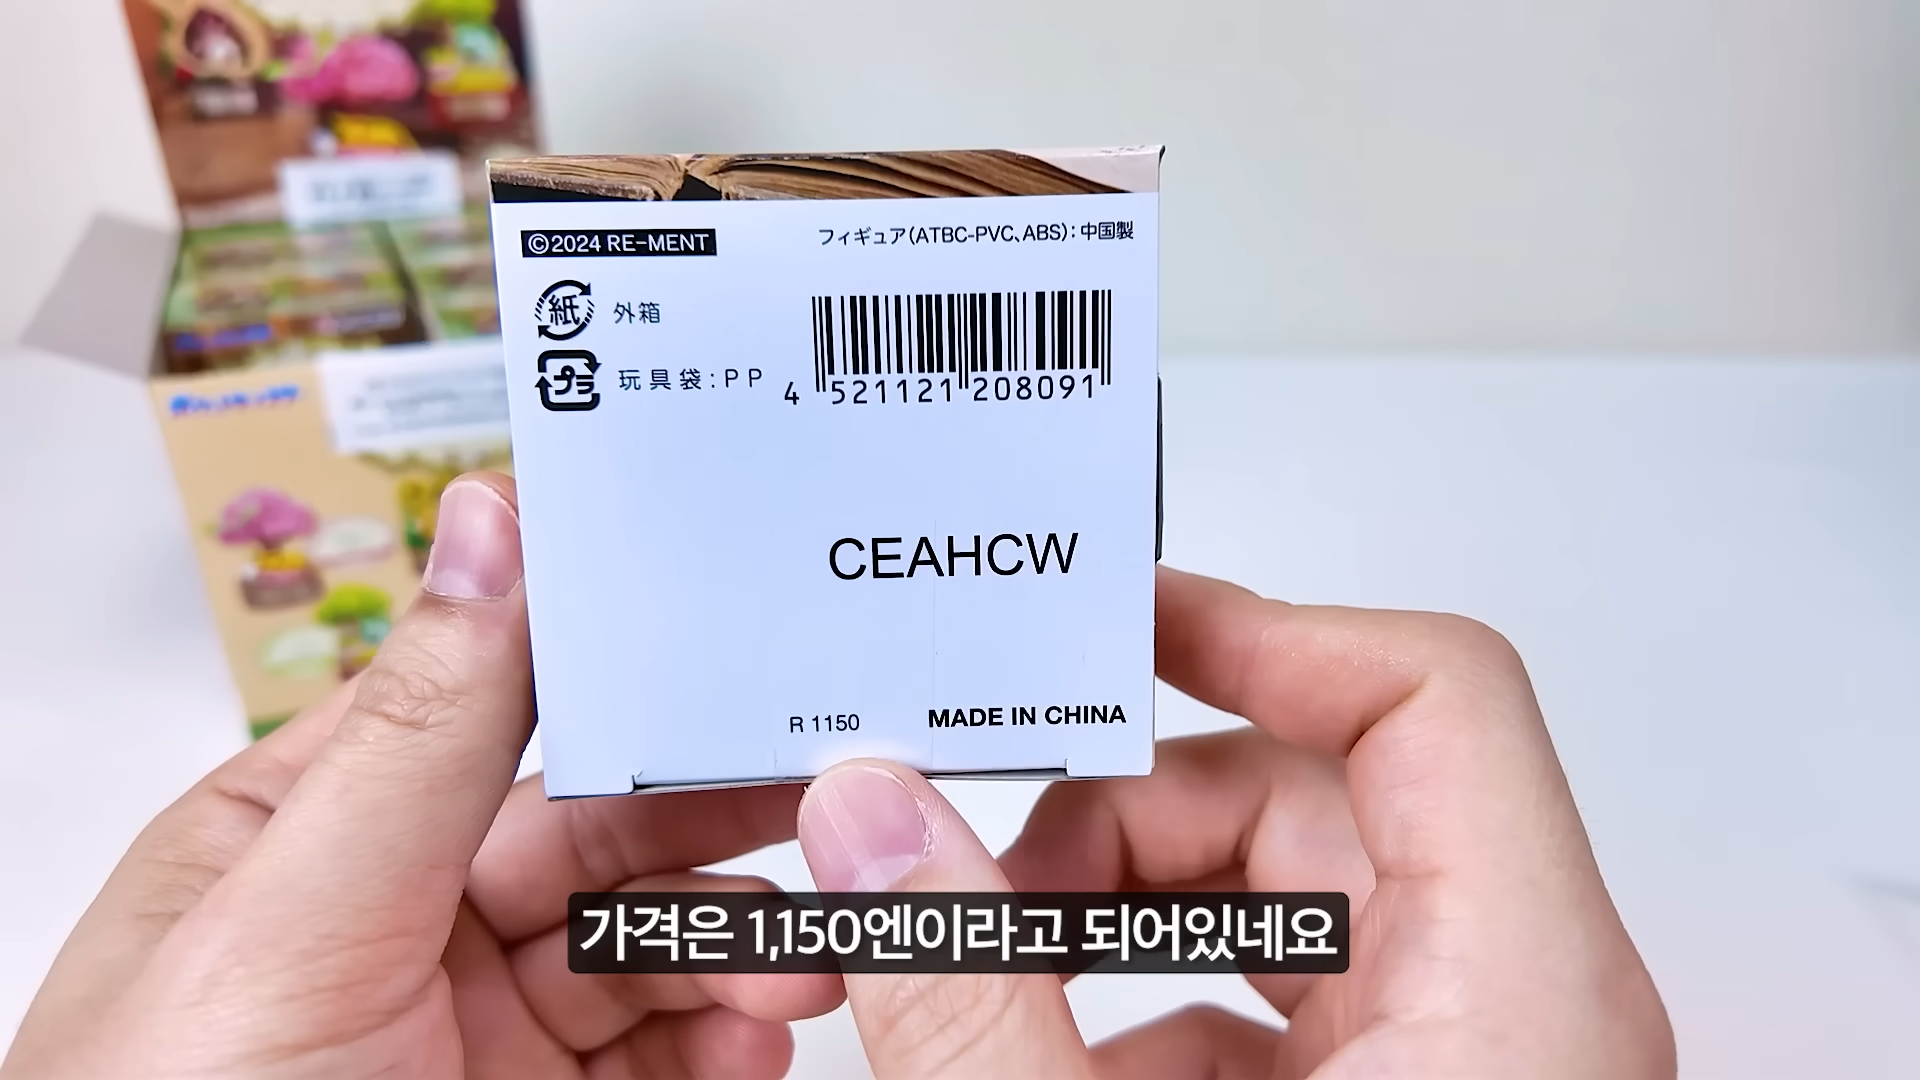 ©2024 RE-MENT
フィギュア(ATBC-PVC、ABS):中国製
紙 外箱
プラ 玩具袋:PP
4 521121 208091
CEAHCW
R 1150
MADE IN CHINA
가격은 1,150엔이라고 되어있네요